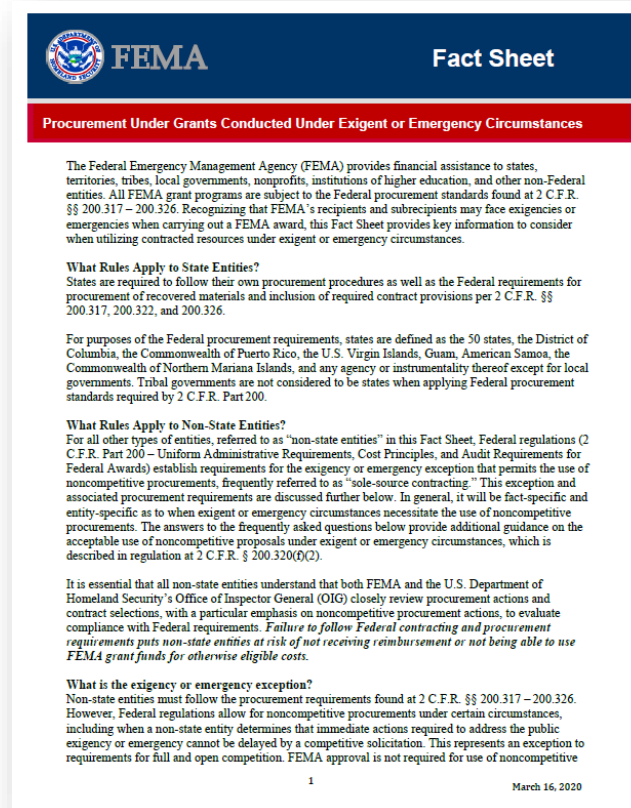 U.S. DEPARTMENT OF
HOMELAND SECURITY
FEMA
Fact Sheet
Procurement Under Grants Conducted Under Exigent or Emergency Circumstances
The Federal Emergency Management Agency (FEMA) provides financial assistance to states,
territories, tribes, local governments, nonprofits, institutions of higher education, and other non-Federal
entities. All FEMA grant programs are subject to the Federal procurement standards found at 2 C.F.R.
§§ 200.317 – 200.326. Recognizing that FEMA's recipients and subrecipients may face exigencies or
emergencies when carrying out a FEMA award, this Fact Sheet provides key information to consider
when utilizing contracted resources under exigent or emergency circumstances.
What Rules Apply to State Entities?
States are required to follow their own procurement procedures as well as the Federal requirements for
procurement of recovered materials and inclusion of required contract provisions per 2 C.F.R. §§
200.317, 200.322, and 200.326.
For purposes of the Federal procurement requirements, states are defined as the 50 states, the District of
Columbia, the Commonwealth of Puerto Rico, the U.S. Virgin Islands, Guam, American Samoa, the
Commonwealth of Northern Mariana Islands, and any agency or instrumentality thereof except for local
governments. Tribal governments are not considered to be states when applying Federal procurement
standards required by 2 C.F.R. Part 200.
What Rules Apply to Non-State Entities?
For all other types of entities, referred to as “non-state entities” in this Fact Sheet, Federal regulations (2
C.F.R. Part 200 – Uniform Administrative Requirements, Cost Principles, and Audit Requirements for
Federal Awards) establish requirements for the exigency or emergency exception that permits the use of
noncompetitive procurements, frequently referred to as “sole-source contracting.” This exception and
associated procurement requirements are discussed further below. In general, it will be fact-specific and
entity-specific as to when exigent or emergency circumstances necessitate the use of noncompetitive
procurements. The answers to the frequently asked questions below provide additional guidance on the
acceptable use of noncompetitive proposals under exigent or emergency circumstances, which is
described in regulation at 2 C.F.R. § 200.320(f)(2).
It is essential that all non-state entities understand that both FEMA and the U.S. Department of
Homeland Security's Office of Inspector General (OIG) closely review procurement actions and
contract selections, with a particular emphasis on noncompetitive procurement actions, to evaluate
compliance with Federal requirements. Failure to follow Federal contracting and procurement
requirements puts non-state entities at risk of not receiving reimbursement or not being able to use
FEMA grant funds for otherwise eligible costs.
What is the exigency or emergency exception?
Non-state entities must follow the procurement requirements found at 2 C.F.R. §§ 200.317 – 200.326.
However, Federal regulations allow for noncompetitive procurements under certain circumstances,
including when a non-state entity determines that immediate actions required to address the public
exigency or emergency cannot be delayed by a competitive solicitation. This represents an exception to
requirements for full and open competition. FEMA approval is not required for use of noncompetitive
1
March 16, 2020